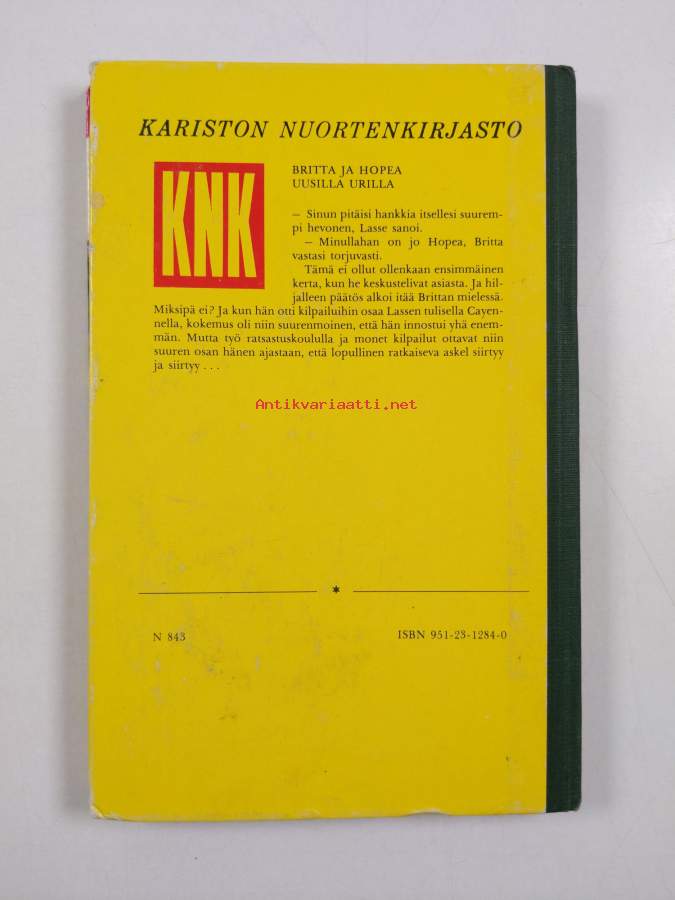 KARISTON NUORTENKIRJASTO
KNK
BRITTA JA HOPEA
UUSILLA URILLA
– Sinun pitäisi hankkia itsellesi suurem-
pi hevonen, Lasse sanoi.
– Minullahan on jo Hopea, Britta
vastasi torjuvasti.
Tämä ei ollut ollenkaan ensimmäinen
kerta, kun he keskustelivat asiasta. Ja hil-
jalleen päätös alkoi itää Brittan mielessä.
Miksipä ei? Ja kun hän otti kilpailuihin osaa Lassen tulisella Cayen-
nella, kokemus oli niin suurenmoinen, että hän innostui yhä enem-
män. Mutta työ ratsastuskoululla ja monet kilpailut ottavat niin
suuren osan hänen ajastaan, että lopullinen ratkaiseva askel siirtyy
ja siirtyy . . .
Antikvariaatti.net
N 843
ISBN 951-23-1284-0